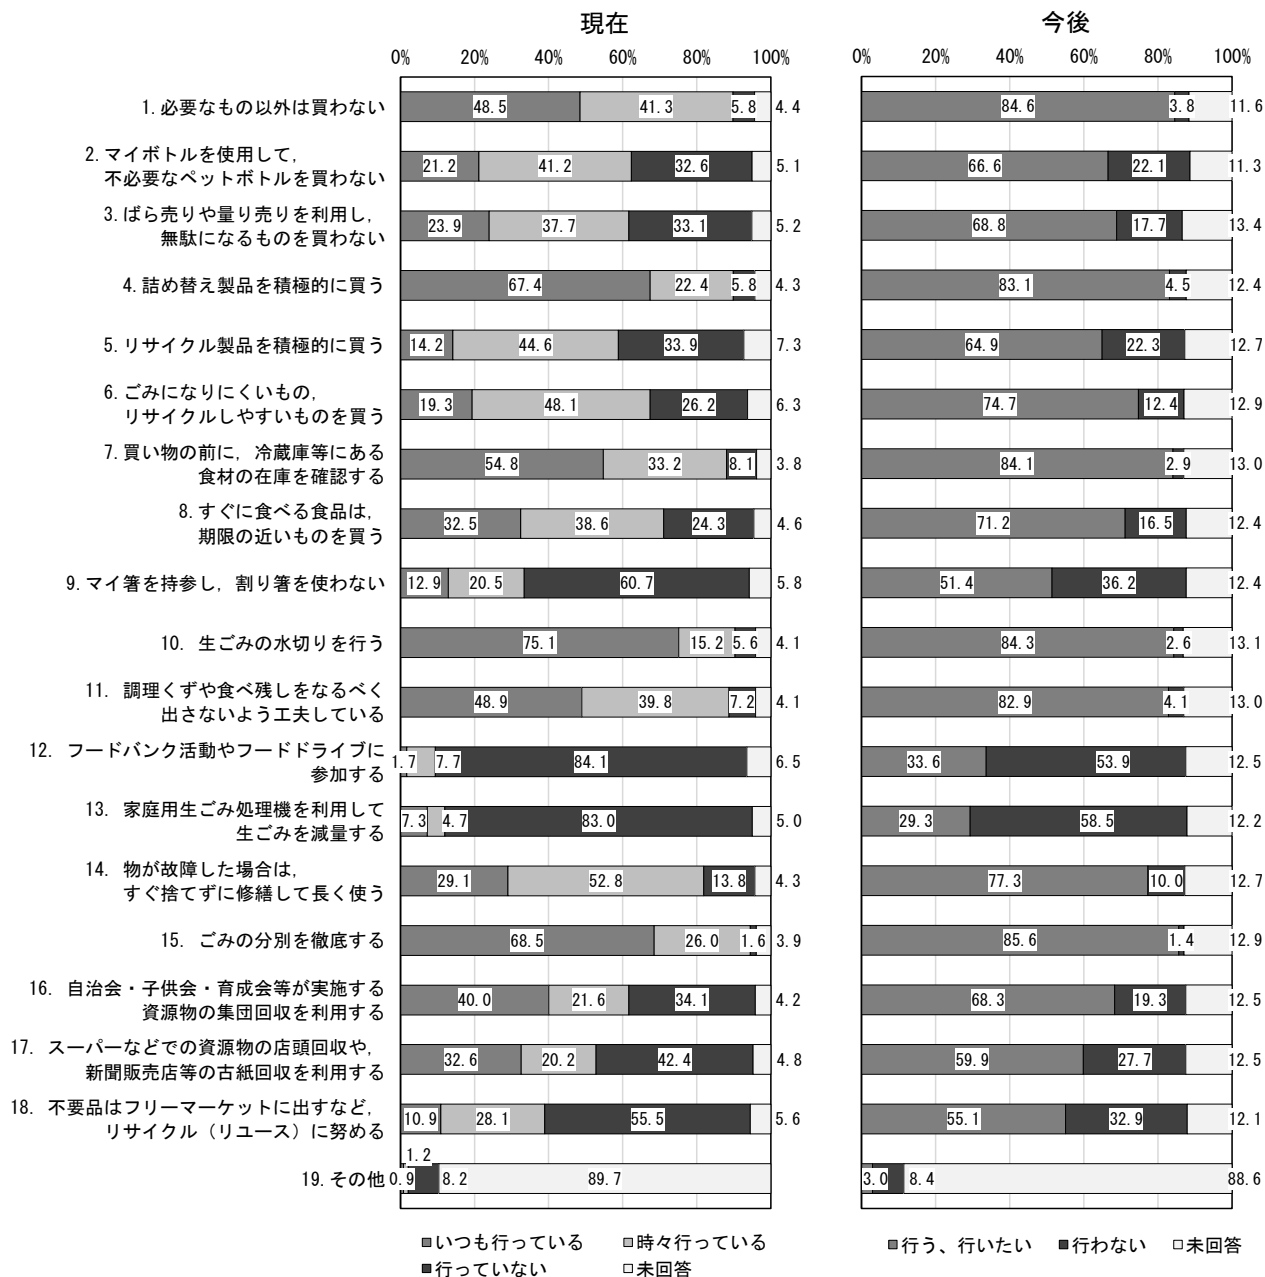 現在 今後
0% 20% 40% 60% 80% 100% 0% 20% 40% 60% 80% 100%
1. 必要なもの以外は買わない 48.5 41.3 5.8 4.4 84.6 3.8 11.6
2. マイボトルを使用して,
不必要なペットボトルを買わない 21.2 41.2 32.6 5.1 66.6 22.1 11.3
3. ばら売りや量り売りを利用し,
無駄になるものを買わない 23.9 37.7 33.1 5.2 68.8 17.7 13.4
4. 詰め替え製品を積極的に買う 67.4 22.4 5.8 4.3 83.1 4.5 12.4
5. リサイクル製品を積極的に買う 14.2 44.6 33.9 7.3 64.9 22.3 12.7
6. ごみになりにくいもの,
リサイクルしやすいものを買う 19.3 48.1 26.2 6.3 74.7 12.4 12.9
7. 買い物の前に, 冷蔵庫等にある
食材の在庫を確認する 54.8 33.2 8.1 3.8 84.1 2.9 13.0
8. すぐに食べる食品は,
期限の近いものを買う 32.5 38.6 24.3 4.6 71.2 16.5 12.4
9. マイ箸を持参し, 割り箸を使わない 12.9 20.5 60.7 5.8 51.4 36.2 12.4
10. 生ごみの水切りを行う 75.1 15.2 5.6 4.1 84.3 2.6 13.1
11. 調理くずや食べ残しをなるべく
出さないよう工夫している 48.9 39.8 7.2 4.1 82.9 4.1 13.0
12. フードバンク活動やフードドライブに
参加する 1.7 7.7 84.1 6.5 33.6 53.9 12.5
13. 家庭用生ごみ処理機を利用して
生ごみを減量する 7.3 4.7 83.0 5.0 29.3 58.5 12.2
14. 物が故障した場合は,
すぐ捨てずに修繕して長く使う 29.1 52.8 13.8 4.3 77.3 10.0 12.7
15. ごみの分別を徹底する 68.5 26.0 1.6 3.9 85.6 1.4 12.9
16. 自治会・子供会・育成会等が実施する
資源物の集団回収を利用する 40.0 21.6 34.1 4.2 68.3 19.3 12.5
17. スーパーなどでの資源物の店頭回収や,
新聞販売店等の古紙回収を利用する 32.6 20.2 42.4 4.8 59.9 27.7 12.5
18. 不要品はフリーマーケットに出すなど,
リサイクル（リユース）に努める 10.9 28.1 55.5 5.6 55.1 32.9 12.1
1.2
19. その他 0.9 8.2 89.7 3.0 8.4 88.6
いつも行っている 時々行っている 行う、行いたい 行わない 未回答
行っていない 未回答